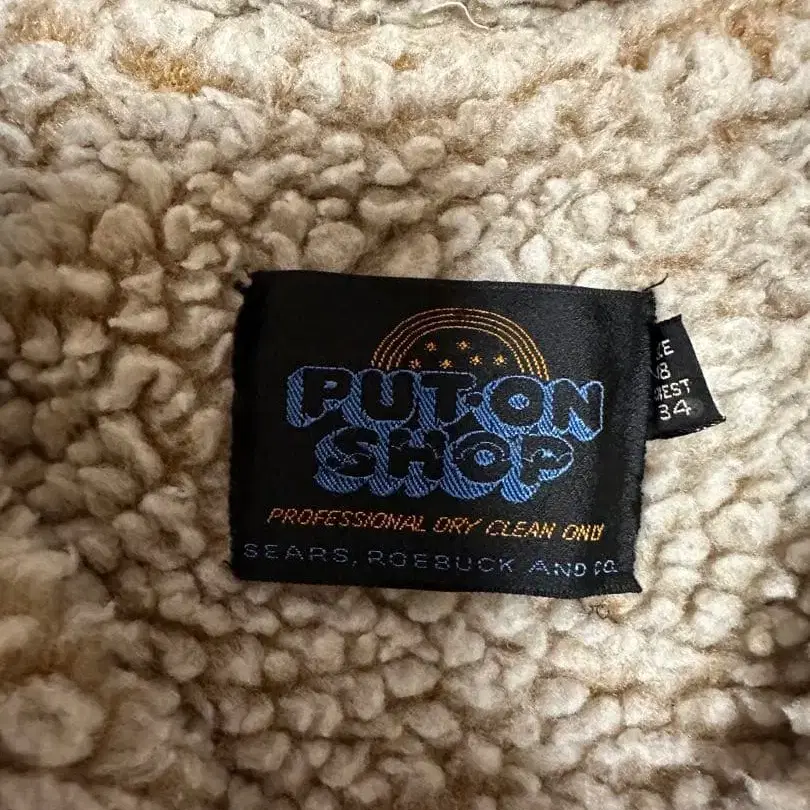 PUT-ON
SHOP
PROFESSIONAL DRY CLEAN ONLY
SEARS, ROEBUCK AND CO.
34